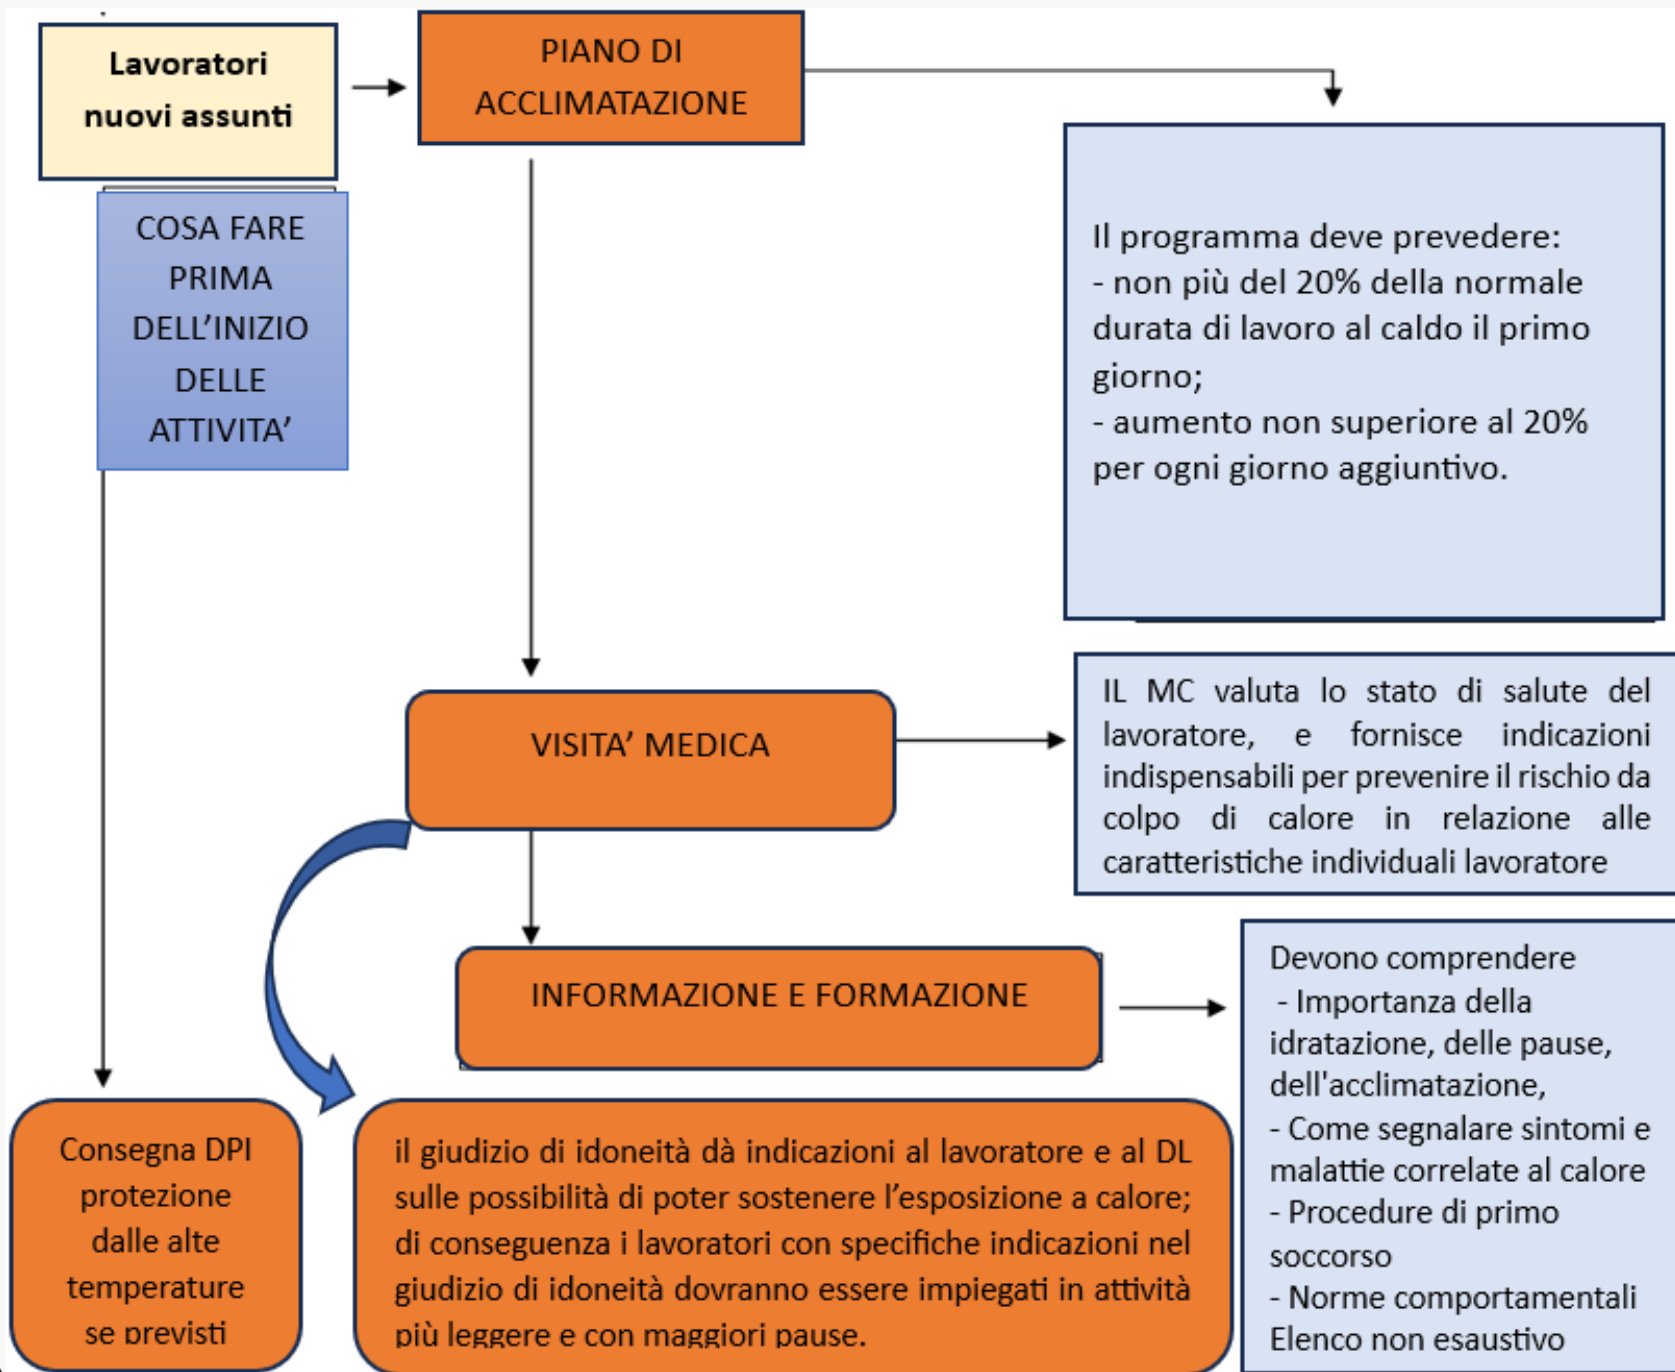 Lavoratori
nuovi assunti
PIANO DI
ACCLIMATAZIONE
COSA FARE
PRIMA
DELL’INIZIO
DELLE
ATTIVITA’
Il programma deve prevedere:
- non più del 20% della normale
durata di lavoro al caldo il primo
giorno;
- aumento non superiore al 20%
per ogni giorno aggiuntivo.
VISITA’ MEDICA
IL MC valuta lo stato di salute del
lavoratore, e fornisce indicazioni
indispensabili per prevenire il rischio da
colpo di calore in relazione alle
caratteristiche individuali lavoratore
INFORMAZIONE E FORMAZIONE
Devono comprendere
- Importanza della
idratazione, delle pause,
dell'acclimatazione,
- Come segnalare sintomi e
malattie correlate al calore
- Procedure di primo
soccorso
- Norme comportamentali
Elenco non esaustivo
Consegna DPI
protezione
dalle alte
temperature
se previsti
il giudizio di idoneità dà indicazioni al lavoratore e al DL
sulle possibilità di poter sostenere l’esposizione a calore;
di conseguenza i lavoratori con specifiche indicazioni nel
giudizio di idoneità dovranno essere impiegati in attività
più leggere e con maggiori pause.